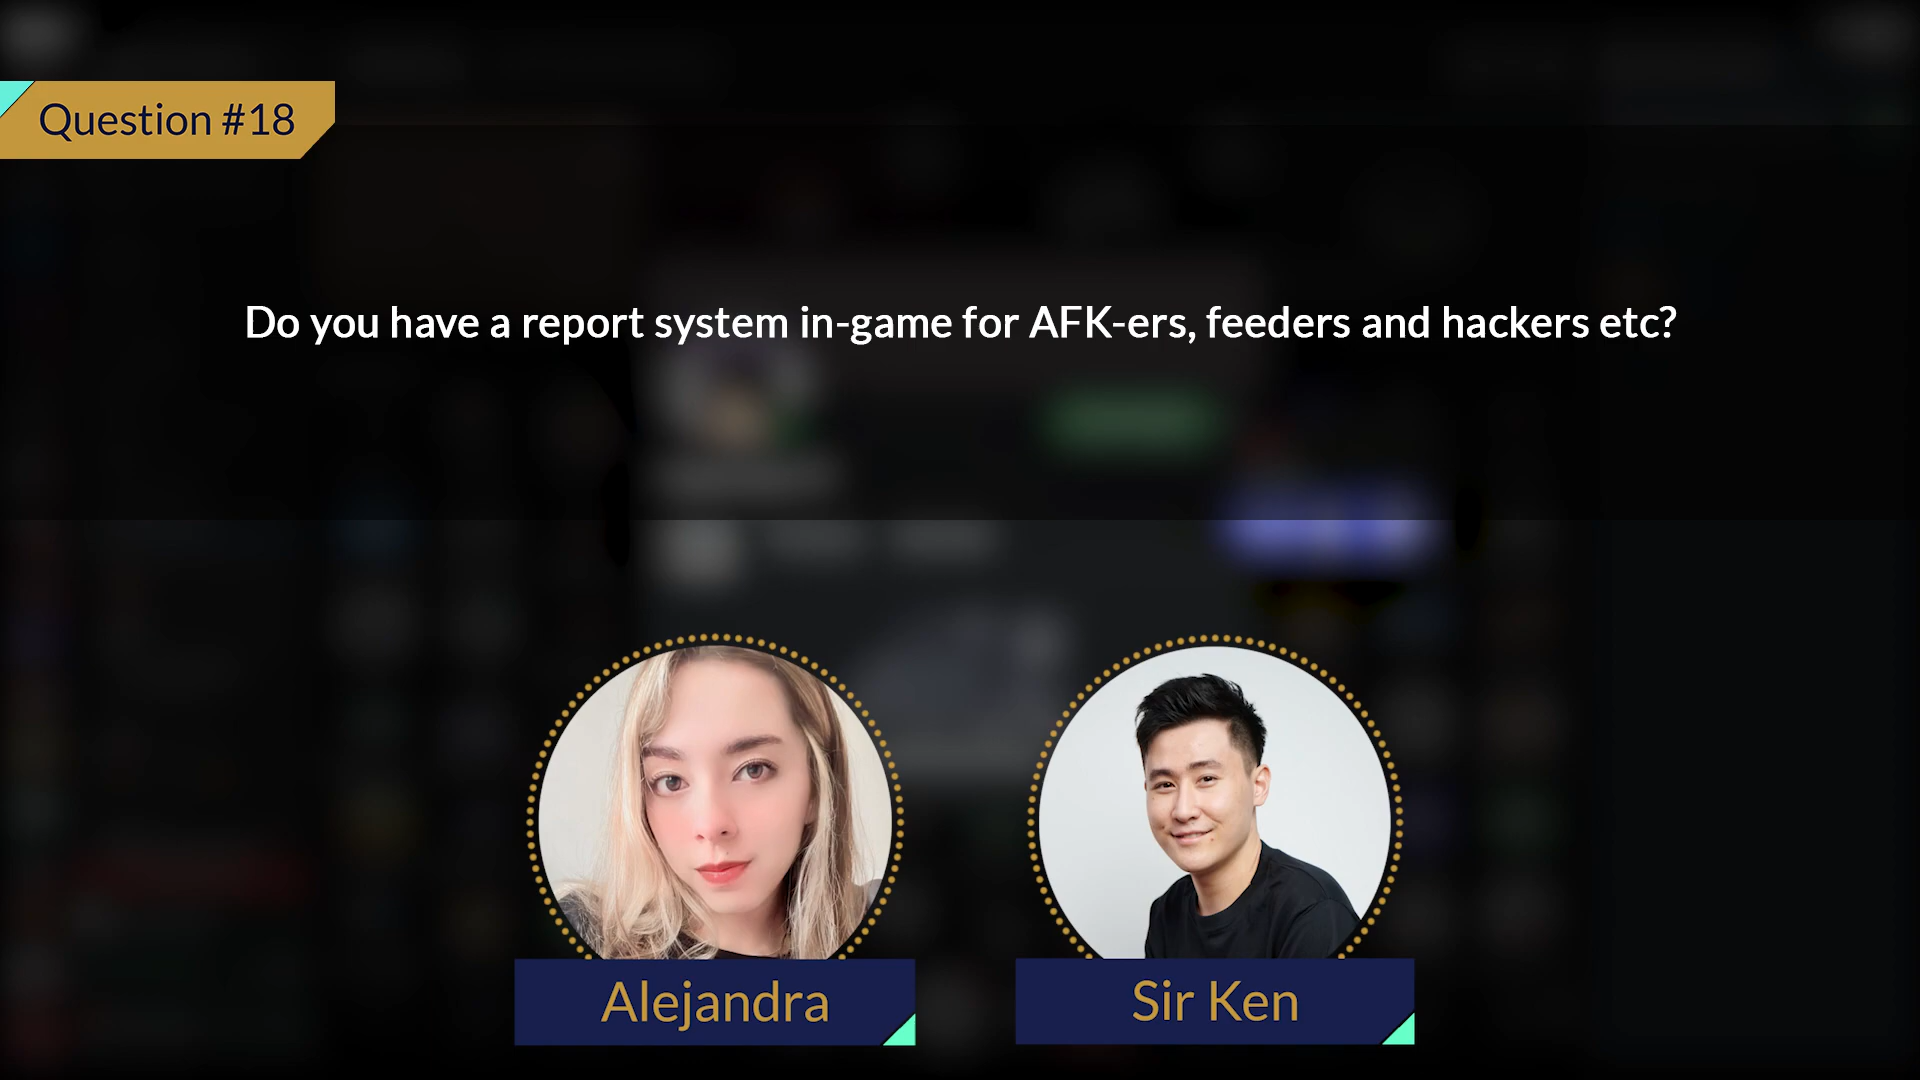 Question #18
Do you have a report system in-game for AFK-ers, feeders and hackers etc?
Alejandra
Sir Ken